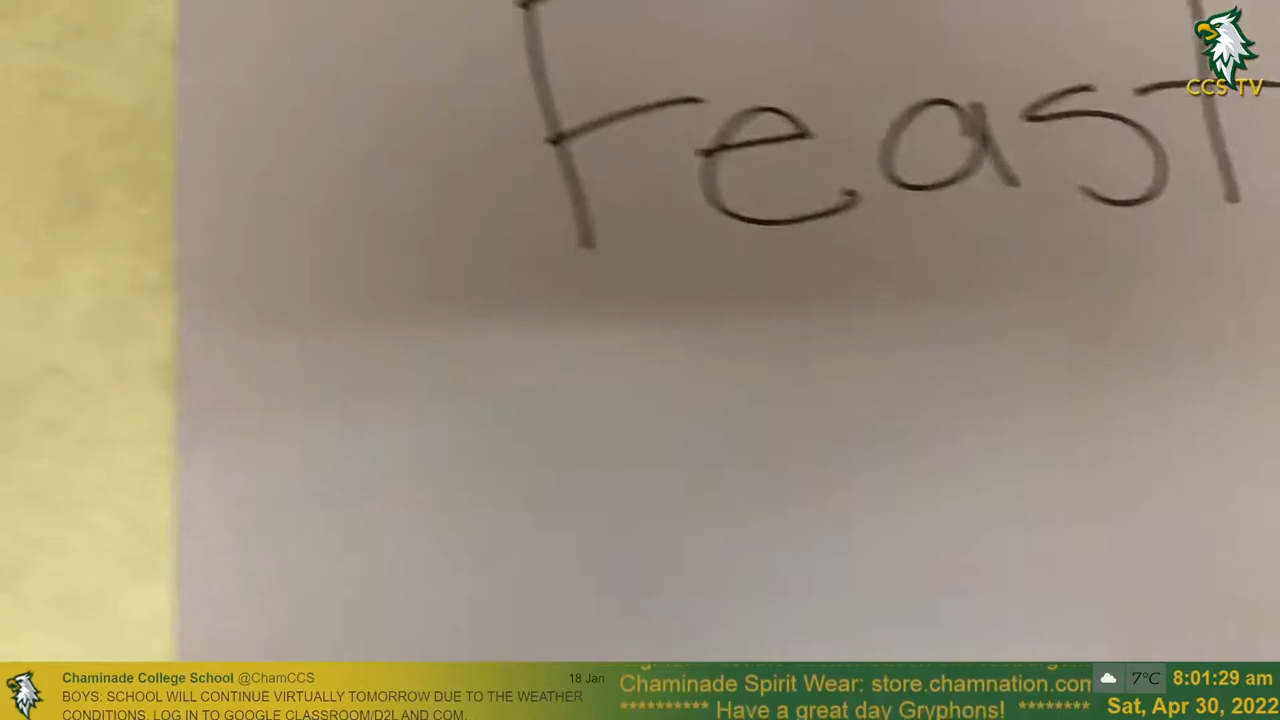 Feast
CCS TV
Chaminade College School @ChamCCS
18 Jan
BOYS: SCHOOL WILL CONTINUE VIRTUALLY TOMORROW DUE TO THE WEATHER
CONDITIONS. LOG IN TO GOOGLE CLASSROOM/D2L AND COM..
Chaminade Spirit Wear: store.chamnation.com
********** Have a great day Gryphons! ********
7°C
8:01:29 am
Sat, Apr 30, 2022